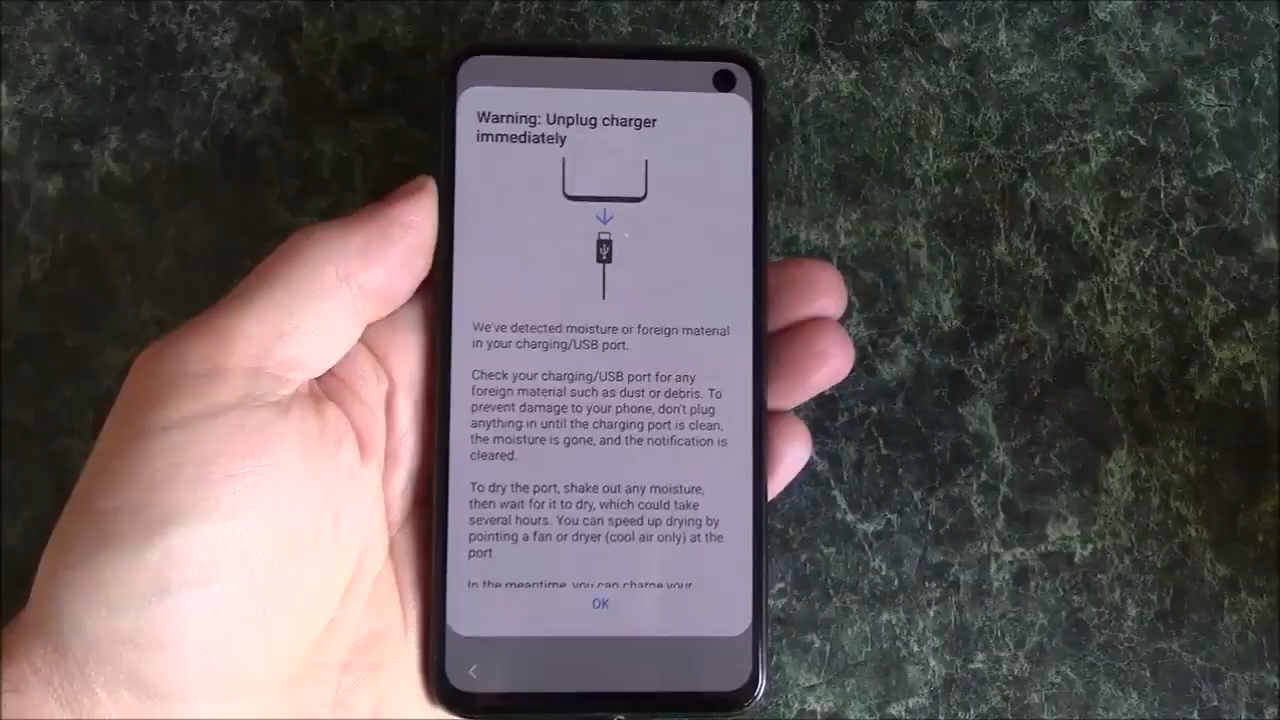 Warning: Unplug charger
immediately
We've detected moisture or foreign material
in your charging/USB port.
Check your charging/USB port for any
foreign material such as dust or debris. To
prevent damage to your phone, don't plug
anything in until the charging port is clean,
the moisture is gone, and the notification is
cleared.
To dry the port, shake out any moisture,
then wait for it to dry, which could take
several hours. You can speed up drying by
pointing a fan or dryer (cool air only) at the
port.
In the meantime, you can charge your
OK